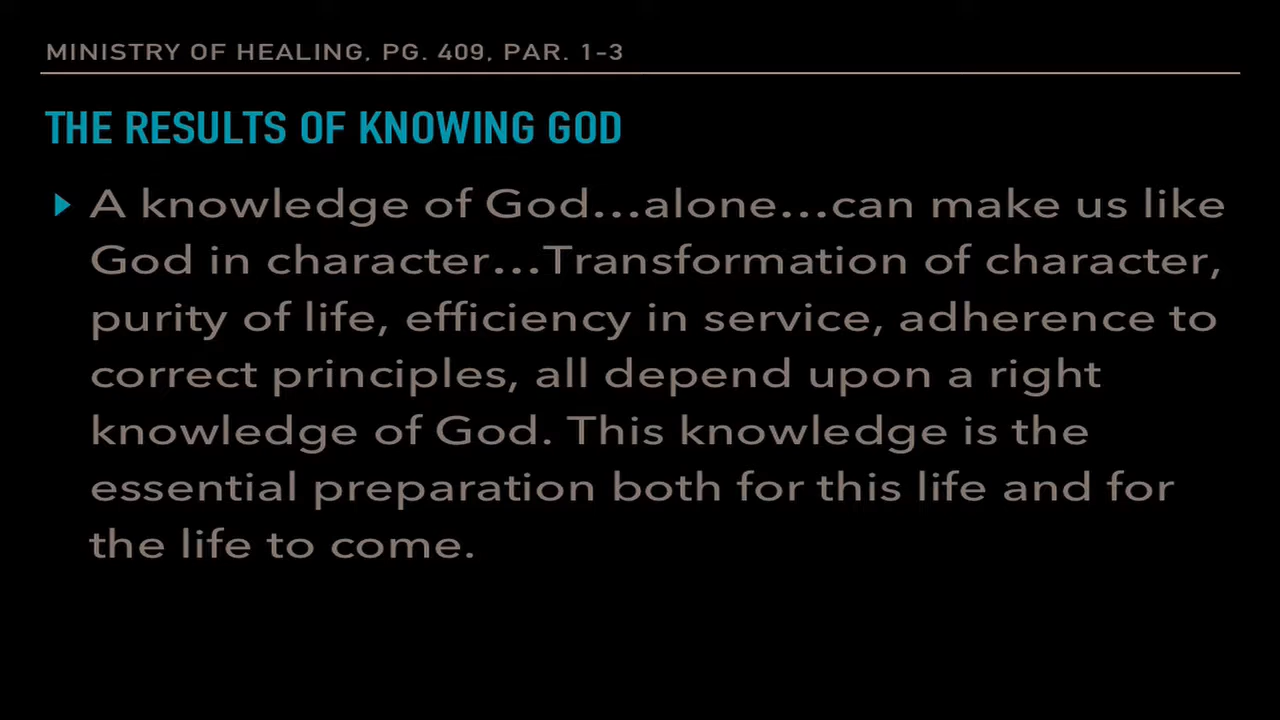 MINISTRY OF HEALING, PG. 409, PAR. 1-3
THE RESULTS OF KNOWING GOD
A knowledge of God...alone...can make us like
God in character...Transformation of character,
purity of life, efficiency in service, adherence to
correct principles, all depend upon a right
knowledge of God. This knowledge is the
essential preparation both for this life and for
the life to come.